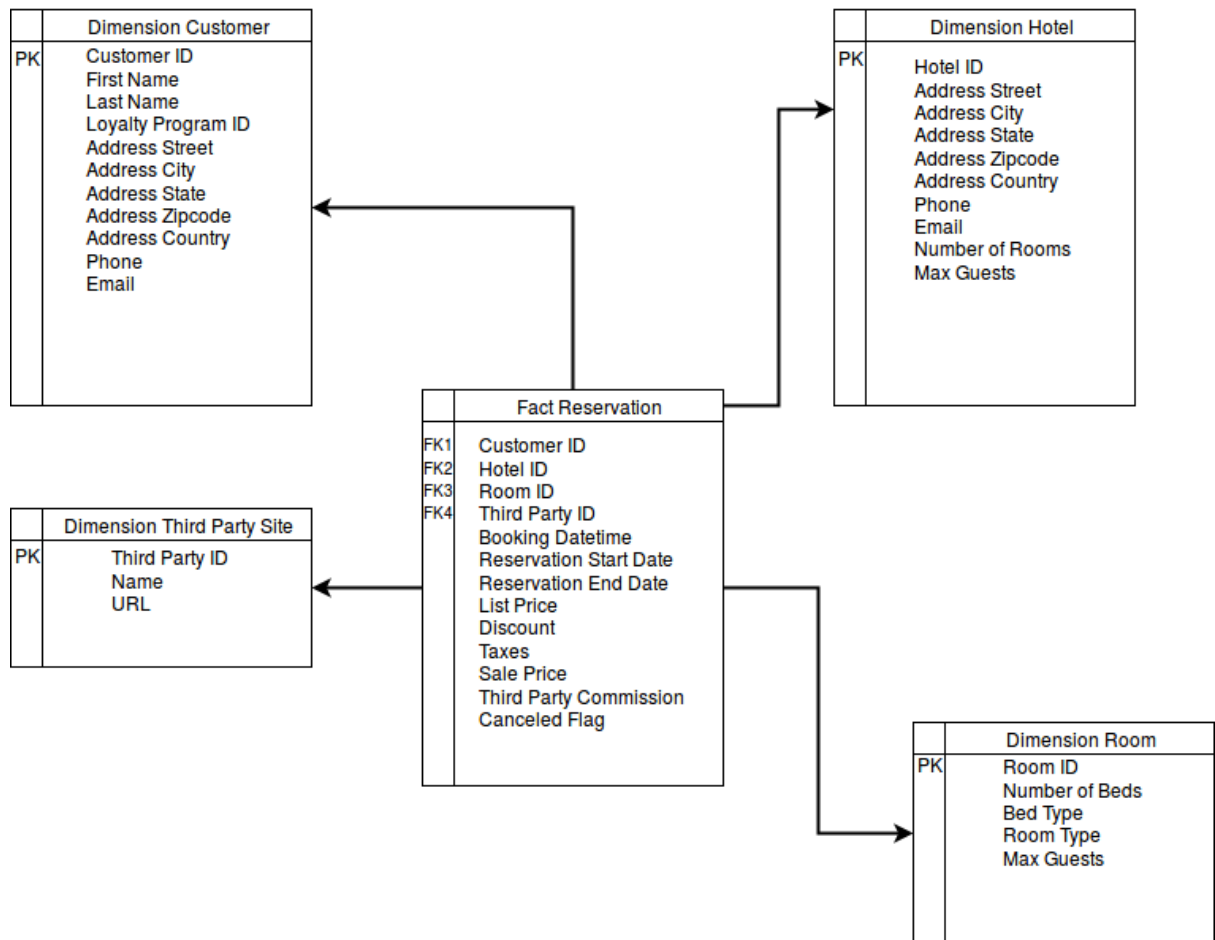 Dimension Customer
PK
Customer ID
First Name
Last Name
Loyalty Program ID
Address Street
Address City
Address State
Address Zipcode
Address Country
Phone
Email
Dimension Hotel
PK
Hotel ID
Address Street
Address City
Address State
Address Zipcode
Address Country
Phone
Email
Number of Rooms
Max Guests
Fact Reservation
FK1 Customer ID
FK2 Hotel ID
FK3 Room ID
FK4 Third Party ID
Booking Datetime
Reservation Start Date
Reservation End Date
List Price
Discount
Taxes
Sale Price
Third Party Commission
Canceled Flag
Dimension Third Party Site
PK
Third Party ID
Name
URL
Dimension Room
PK
Room ID
Number of Beds
Bed Type
Room Type
Max Guests